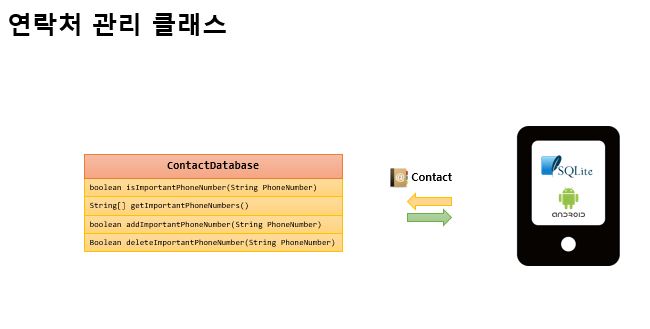 연락처 관리 클래스
ContactDatabase
boolean isImportantPhoneNumber(String PhoneNumber)
String[] getImportantPhoneNumbers()
boolean addImportantPhoneNumber(String PhoneNumber)
Boolean deleteImportantPhoneNumber(String PhoneNumber)
@ Contact
SQLite
ANDROID